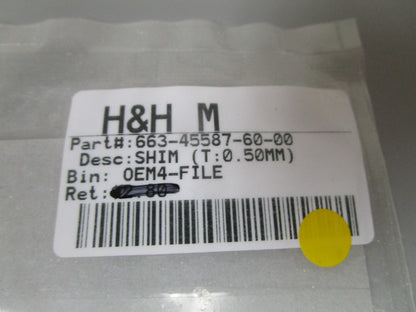 H&H M
Part#:663-45587-60-00
Desc:SHIM (T:0.50MM)
Bin: OEM4-FILE
Ret: